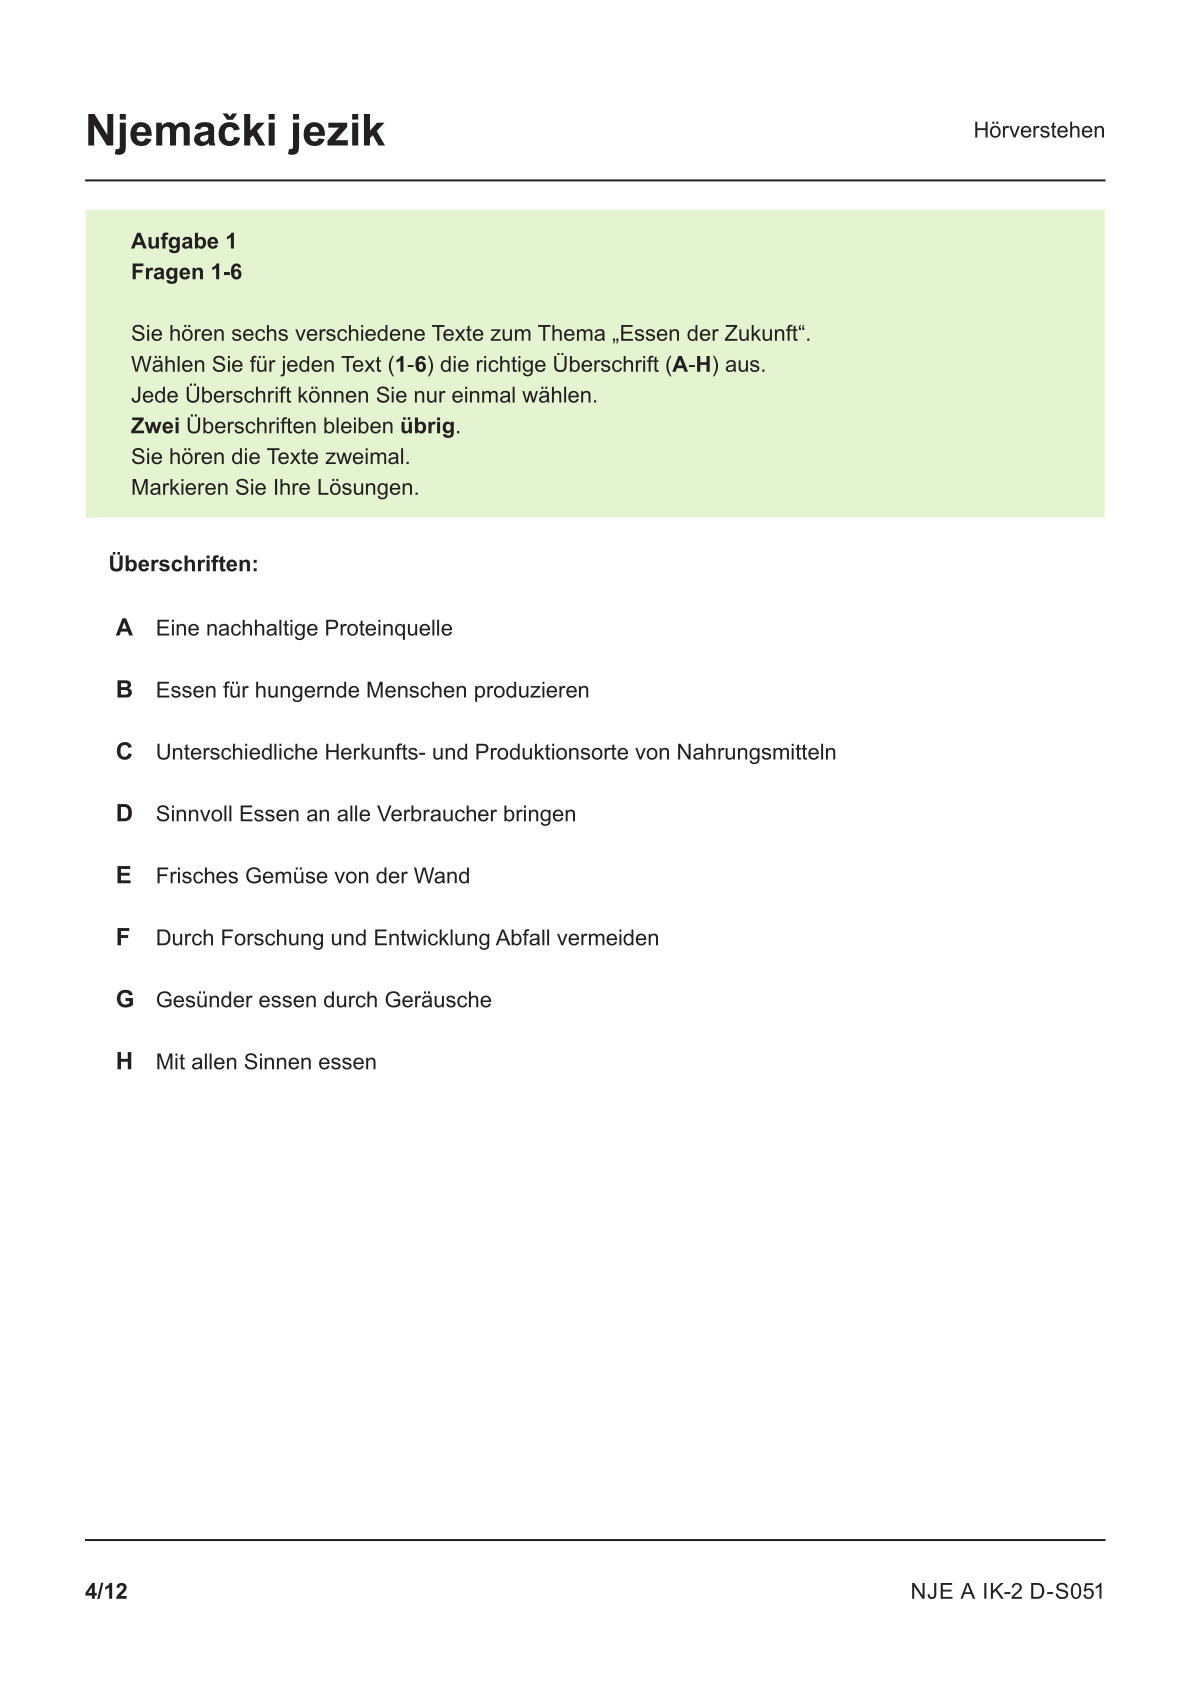 Njemački jezik
Hörverstehen
Aufgabe 1
Fragen 1-6
Sie hören sechs verschiedene Texte zum Thema „Essen der Zukunft“.
Wählen Sie für jeden Text (1-6) die richtige Überschrift (A-H) aus.
Jede Überschrift können Sie nur einmal wählen.
Zwei Überschriften bleiben übrig.
Sie hören die Texte zweimal.
Markieren Sie Ihre Lösungen.
Überschriften:
A Eine nachhaltige Proteinquelle
B Essen für hungernde Menschen produzieren
C Unterschiedliche Herkunfts- und Produktionsorte von Nahrungsmitteln
D Sinnvoll Essen an alle Verbraucher bringen
E Frisches Gemüse von der Wand
F Durch Forschung und Entwicklung Abfall vermeiden
G Gesünder essen durch Geräusche
H Mit allen Sinnen essen
4/12
NJE A IK-2 D-S051